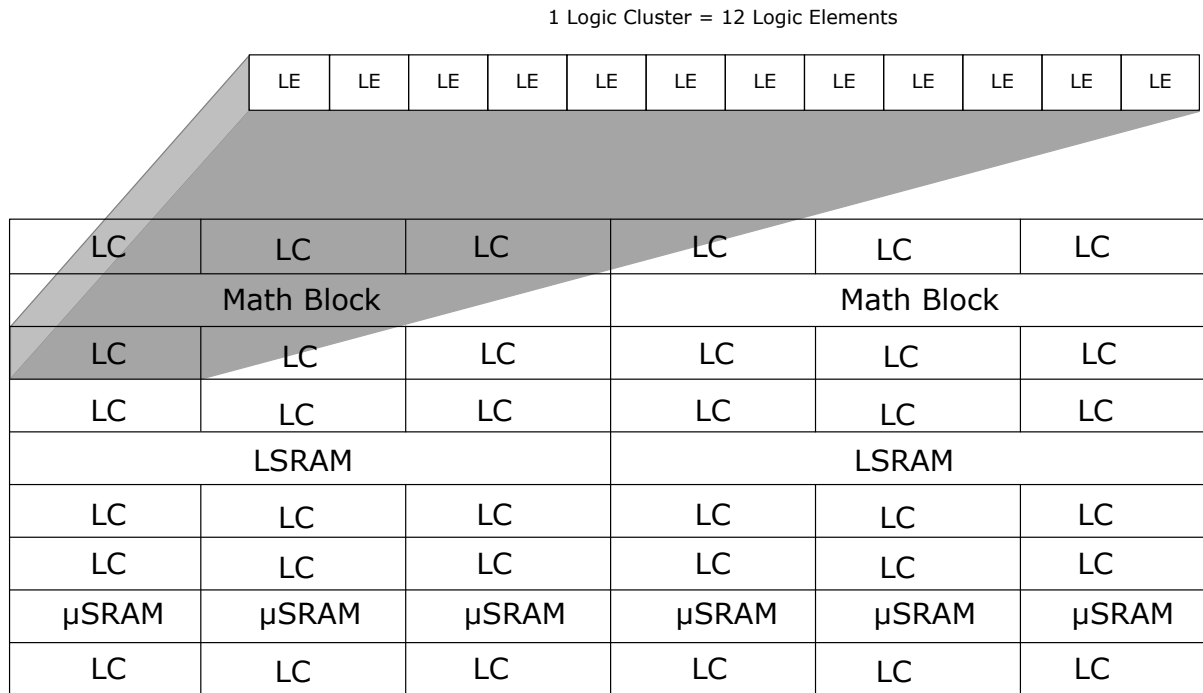 1 Logic Cluster = 12 Logic Elements
LE LE LE LE LE LE LE LE LE LE LE LE
LC LC LC LC LC LC
Math Block Math Block
LC LC LC LC LC LC
LC LC LC LC LC LC
LSRAM LSRAM
LC LC LC LC LC LC
LC LC LC LC LC LC
µSRAM µSRAM µSRAM µSRAM µSRAM µSRAM
LC LC LC LC LC LC